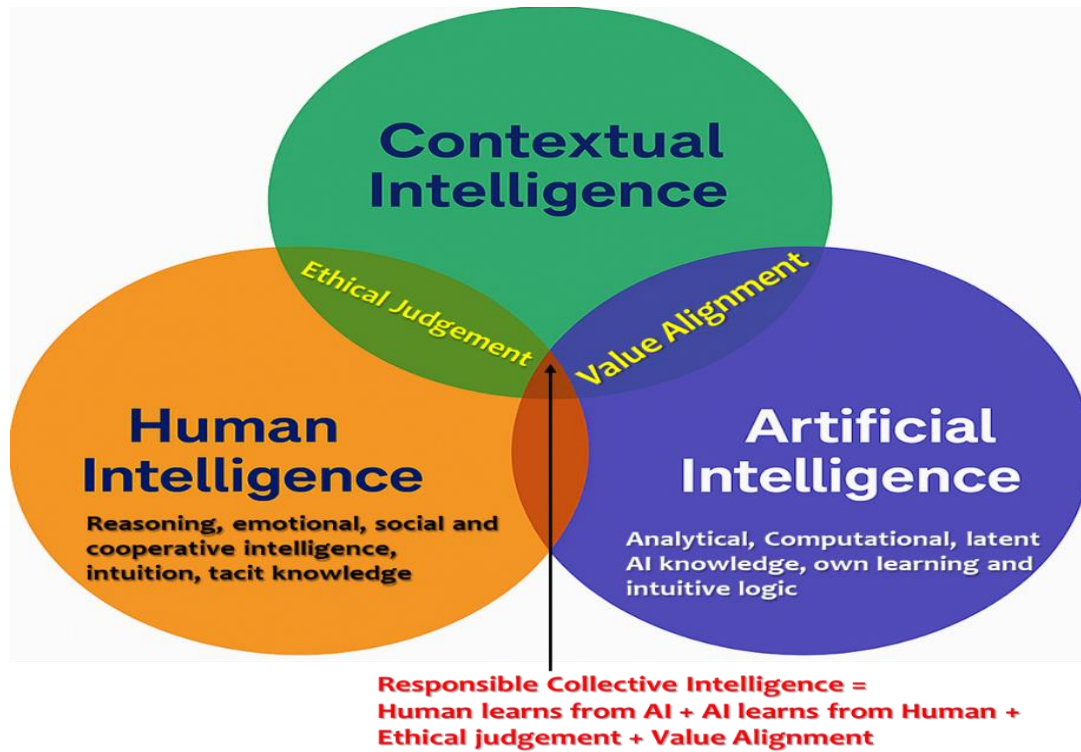 Contextual
Intelligence
Ethical Judgement
Value Alignment
Human
Intelligence
Reasoning, emotional, social and
cooperative intelligence,
intuition, tacit knowledge
Artificial
Intelligence
Analytical, Computational, latent
AI knowledge, own learning and
intuitive logic
Responsible Collective Intelligence =
Human learns from AI + AI learns from Human +
Ethical judgement + Value Alignment